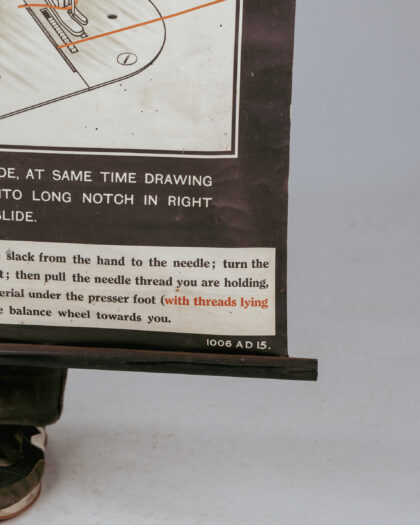 DE, AT SAME TIME DRAWING
TO LONG NOTCH IN RIGHT
SLIDE.
slack from the hand to the needle; turn the
t; then pull the needle thread you are holding,
erial under the presser foot (with threads lying
e balance wheel towards you.
1006 AD 15.